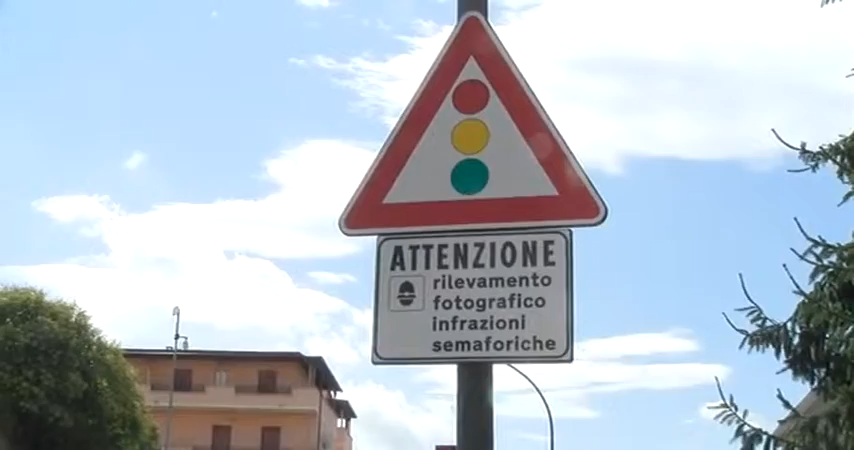 ATTENZIONE
rilevamento
fotografico
infrazioni
semaforiche